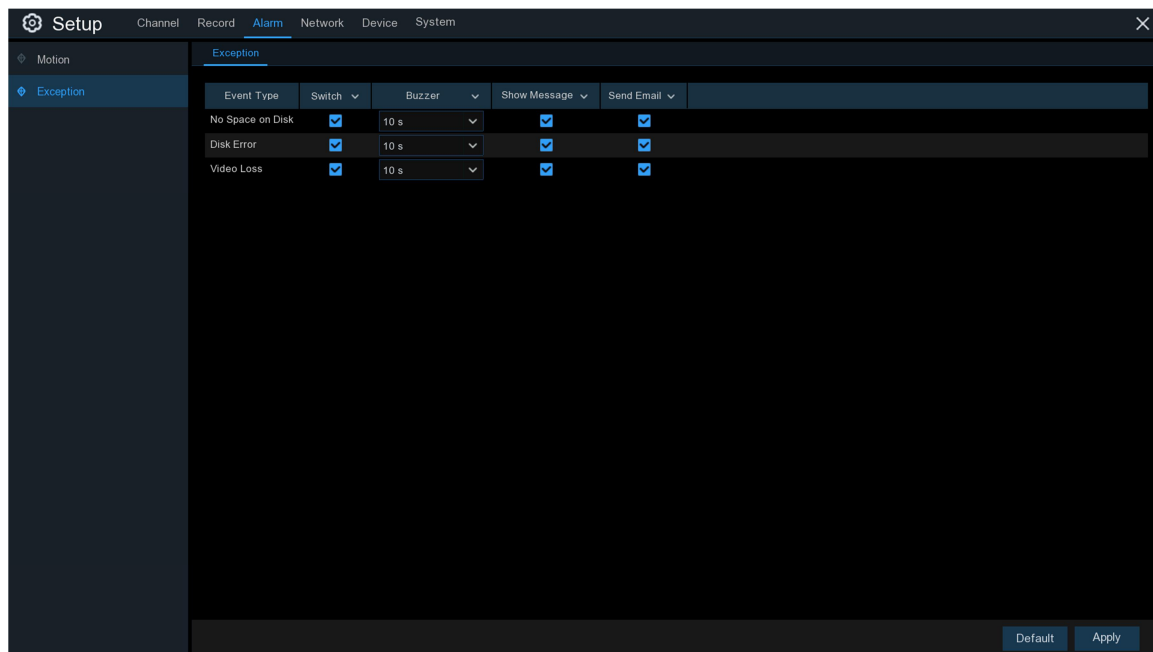 Setup Channel Record Alarm Network Device System
Motion
Exception
Exception
Event Type Switch Buzzer Show Message Send Email
No Space on Disk 10 s
Disk Error 10 s
Video Loss 10 s
Default Apply